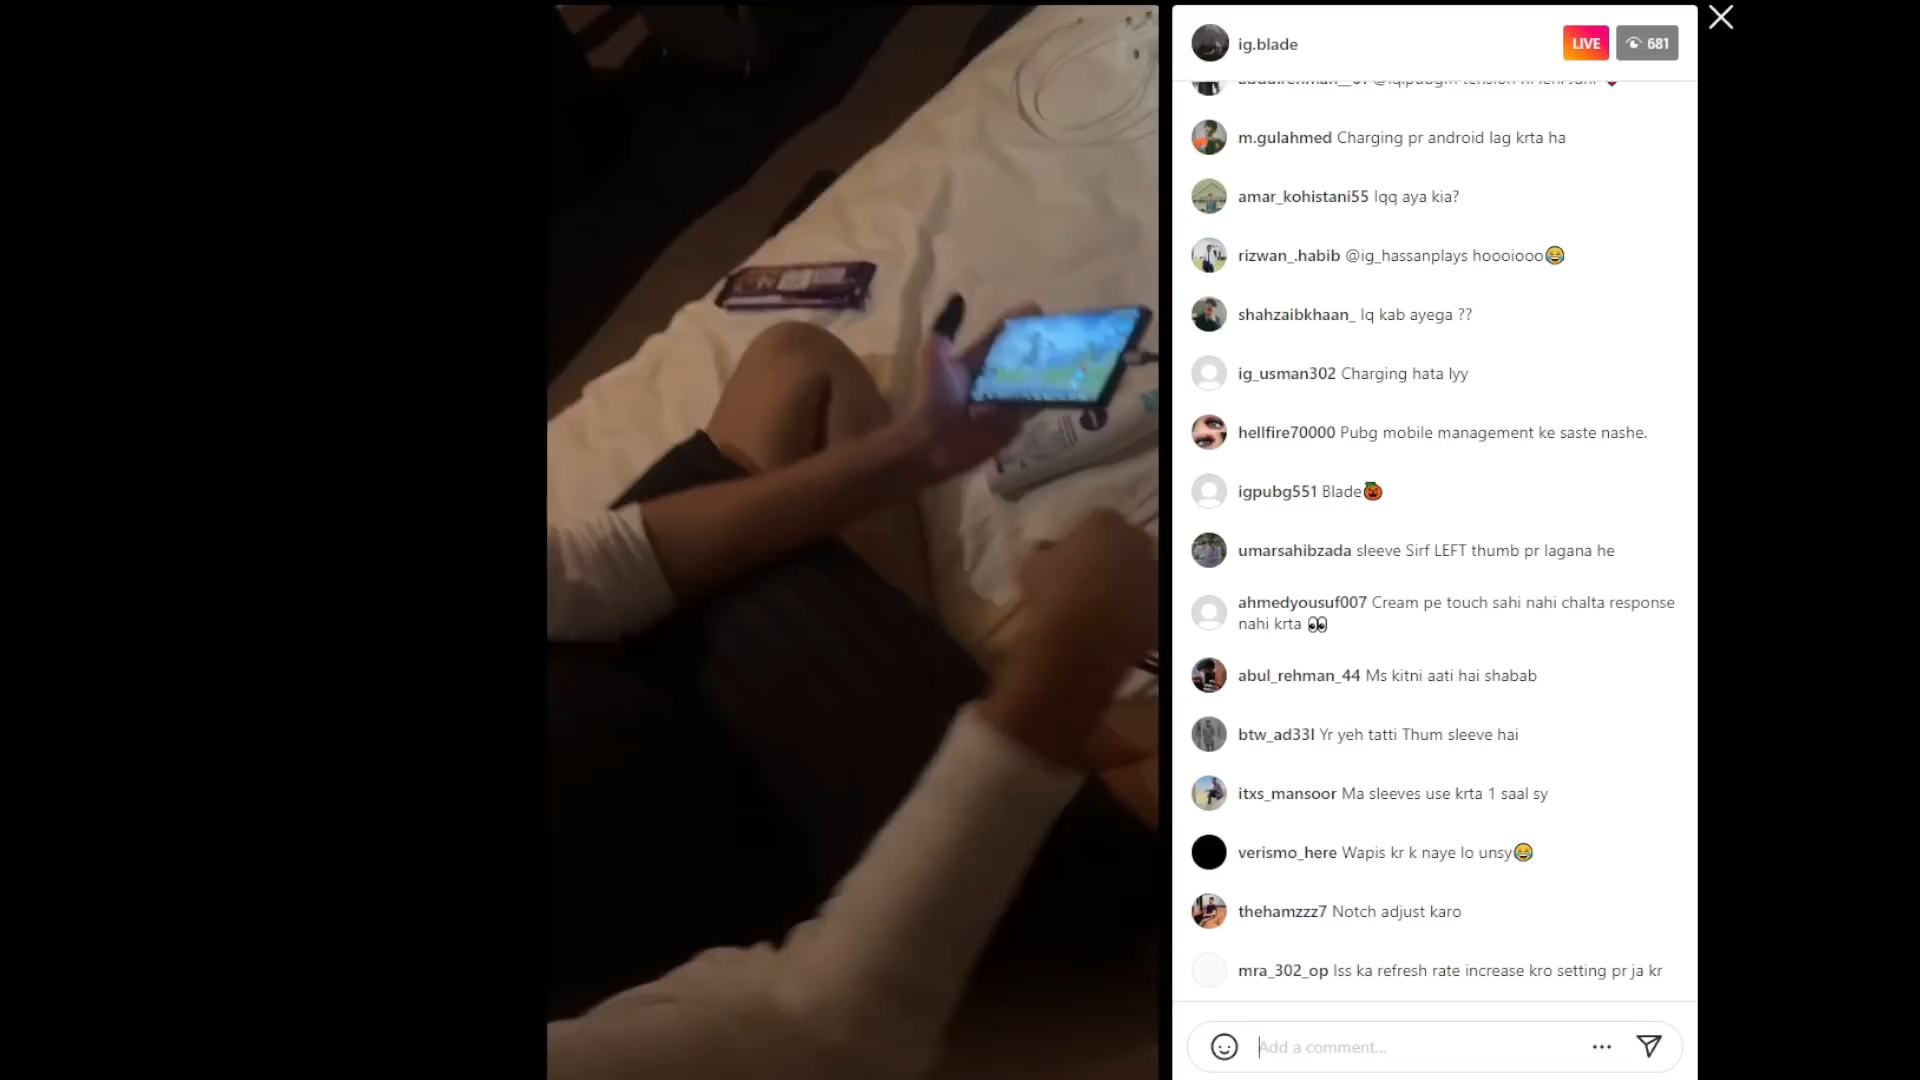 ig.blade
LIVE
681
m.gulahmed Charging pr android lag krta ha
amar_kohistani55 Iqq aya kia?
rizwan_.habib @ig_hassanplays hoooiooo😂
shahzaibkhaan_ Iq kab ayega ??
ig_usman302 Charging hata lyy
hellfire70000 Pubg mobile management ke saste nashe.
igpubg551 Blade🎃
umarsahibzada sleeve Sirf LEFT thumb pr lagana he
ahmedyousuf007 Cream pe touch sahi nahi chalta response
nahi krta 👀
abul_rehman_44 Ms kitni aati hai shabab
btw_ad33l Yr yeh tatti Thum sleeve hai
itxs_mansoor Ma sleeves use krta 1 saal sy
verismo_here Wapis kr k naye lo unsy😂
thehamzzz7 Notch adjust karo
mra_302_op Iss ka refresh rate increase kro setting pr ja kr
Add a comment...